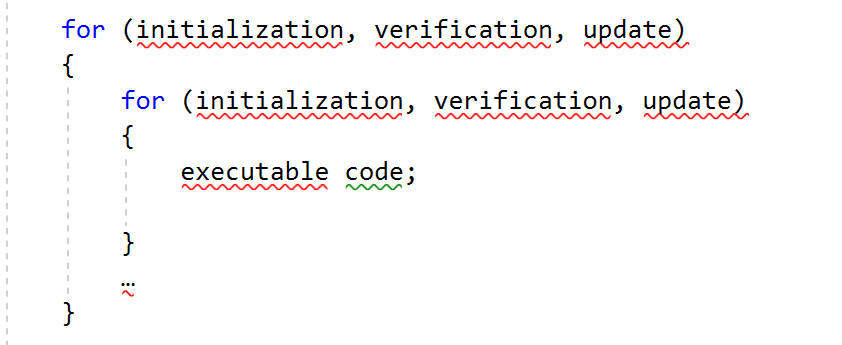 for (initialization, verification, update)
{
for (initialization, verification, update)
{
executable code;
}
…
}